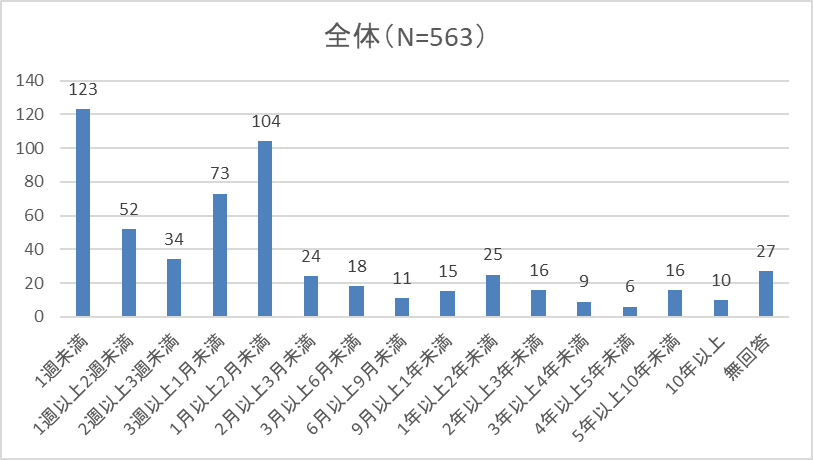 全体（N=563）
140
120
100
80
60
40
20
0
123
52
34
73
104
24
18
11
15
25
16
9
6
16
10
27
1週未満
1週以上2週未満
2週以上3週未満
3週以上1月未満
1月以上2月未満
2月以上3月未満
3月以上6月未満
6月以上9月未満
9月以上1年未満
1年以上2年未満
2年以上3年未満
3年以上4年未満
4年以上5年未満
5年以上10年未満
10年以上
無回答